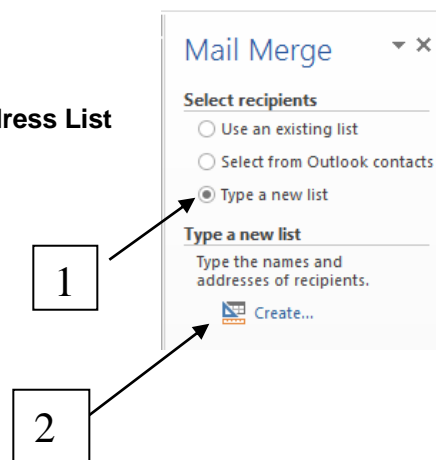 Mail Merge
Select recipients
dress List
Use an existing list
Select from Outlook contacts
Type a new list
1
Type a new list
Type the names and
addresses of recipients.
Create...
2